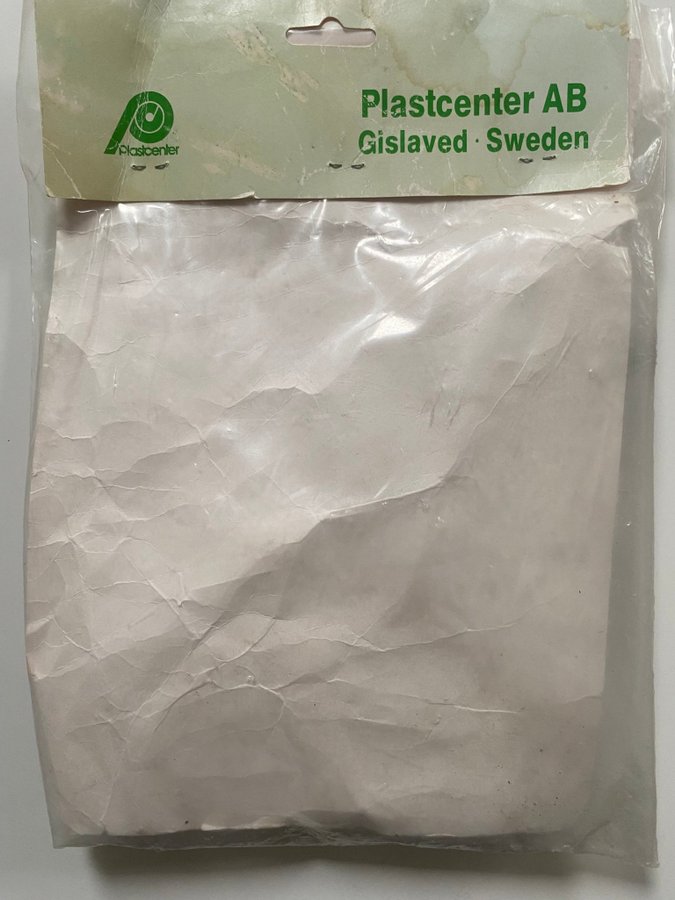 Plastcenter
Plastcenter AB
Gislaved · Sweden